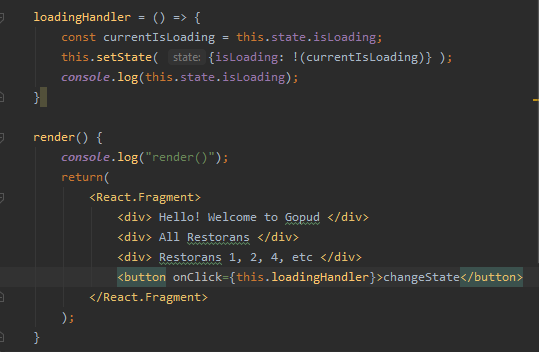 loadingHandler = () => {
const currentIsLoading = this.state.isLoading;
this.setState( state: {isLoading: !(currentIsLoading)} );
console.log(this.state.isLoading);
}
render() {
console.log("render()");
return(
<React.Fragment>
<div> Hello! Welcome to Gopud </div>
<div> All Restorans </div>
<div> Restorans 1, 2, 4, etc </div>
<button onClick={this.loadingHandler}>changeState</button>
</React.Fragment>
);
}